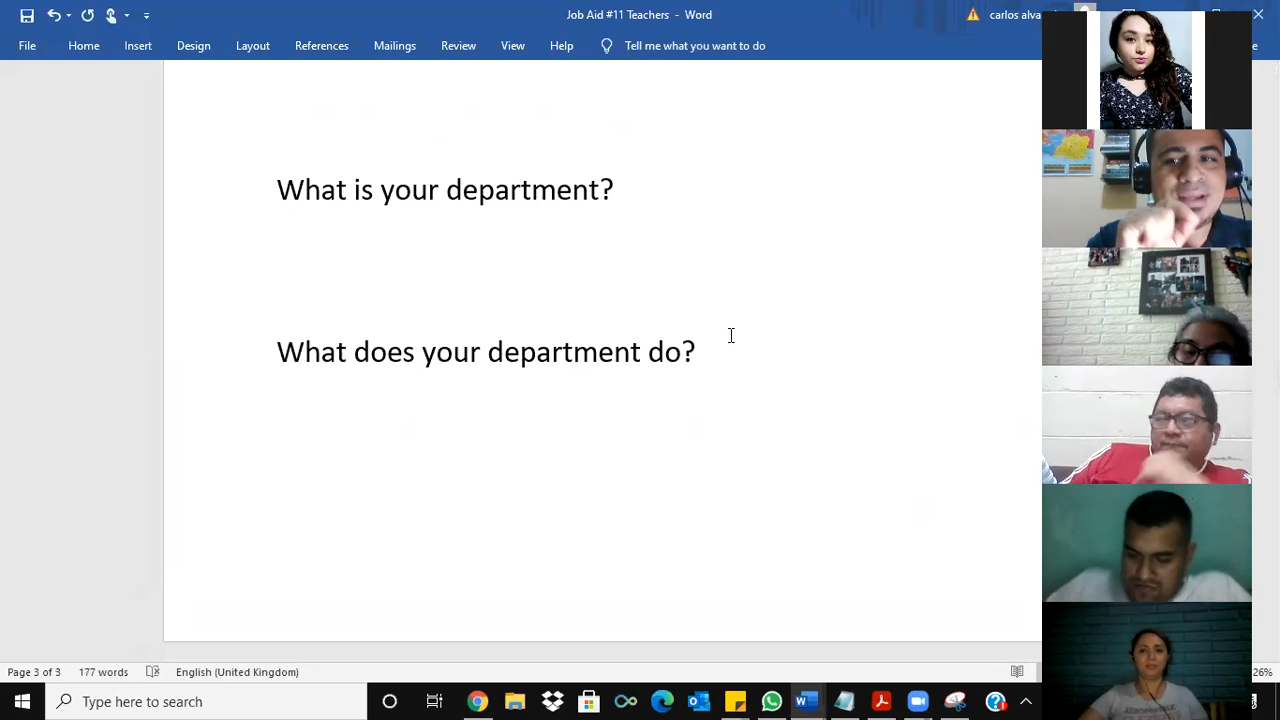 Job Aid #11 Teachers - Word
carlos alva
File Home Insert Design Layout References Mailings Review View Help Tell me what you want to do
What is your department?
What does your department do?
Page 3 of 3 177 words English (United Kingdom)
26%
Type here to search